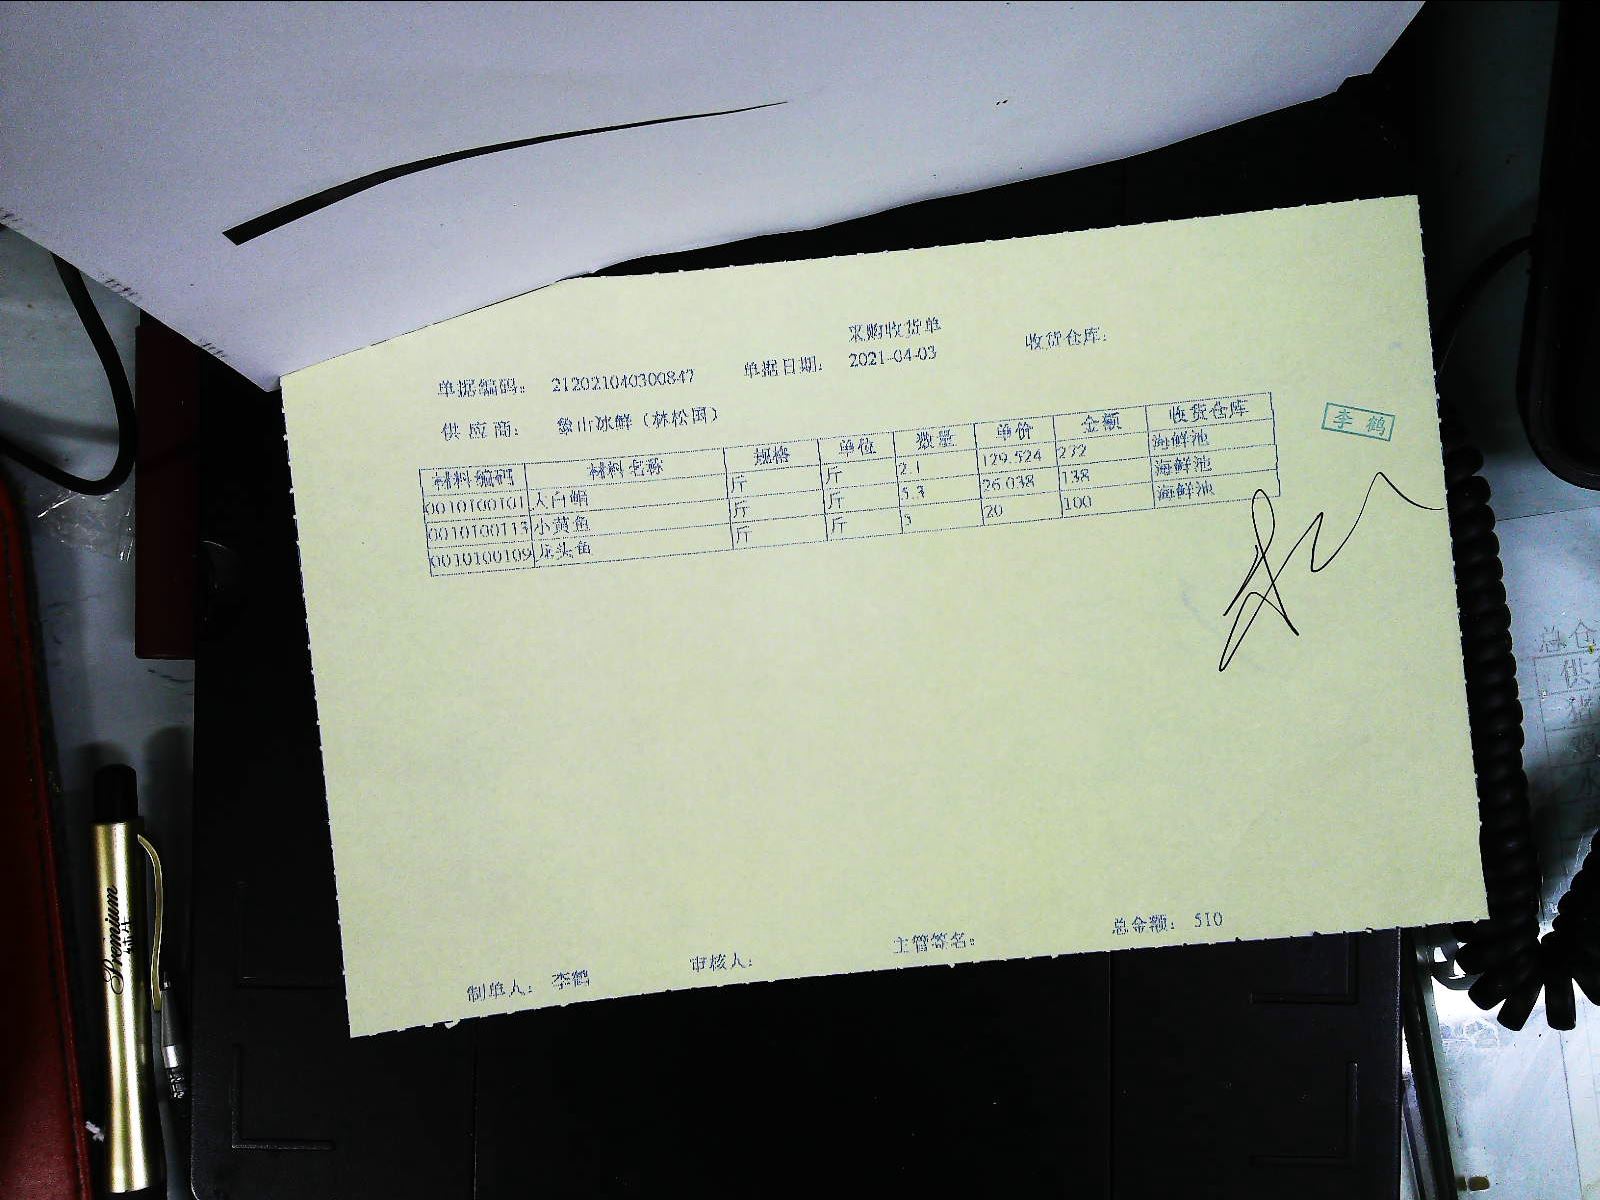 采购收货单
单据编码: 212021040300847 单据日期: 2021-04-03 收货仓库:
供应商: 象山冰鲜(林松国)
材料编码 材料名称 规格 单位 数量 单价 金额 收货仓库
0010100101 大白鲳 斤 斤 2.1 129.524 272 海鲜池
0010100113 小黄鱼 斤 斤 5.3 26.038 138 海鲜池
0010100109 龙头鱼 斤 斤 5 20 100 海鲜池
李鹤
制单人: 李鹤 审核人: 主管签名: 总金额: 510
Premium
总仓